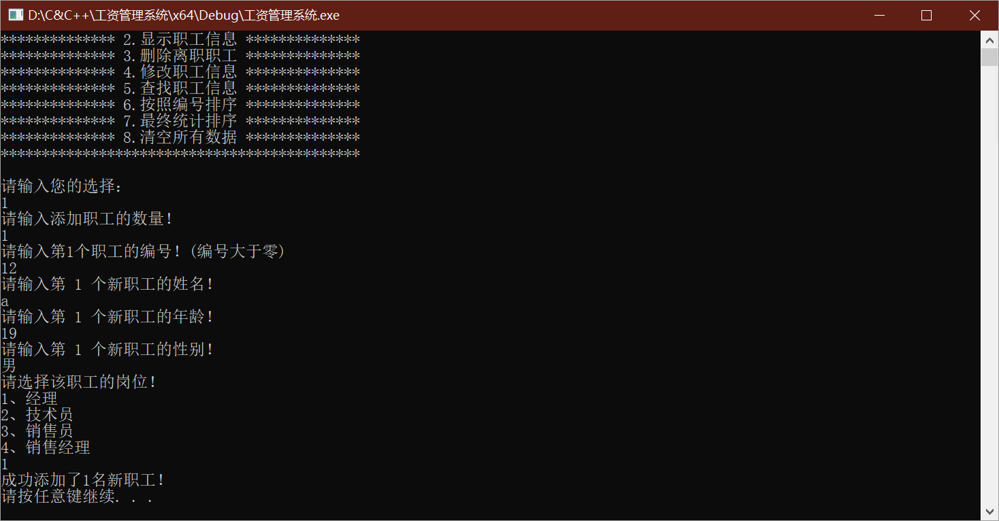 D:\C&C++\工资管理系统\x64\Debug\工资管理系统.exe
************** 2.显示职工信息 **************
************** 3.删除离职职工 **************
************** 4.修改职工信息 **************
************** 5.查找职工信息 **************
************** 6.按照编号排序 **************
************** 7.最终统计排序 **************
************** 8.清空所有数据 **************
********************************************
请输入您的选择:
1
请输入添加职工的数量!
1
请输入第1个职工的编号! (编号大于零)
12
请输入第 1 个新职工的姓名!
a
请输入第 1 个新职工的年龄!
19
请输入第 1 个新职工的性别!
男
请选择该职工的岗位!
1、经理
2、技术员
3、销售员
4、销售经理
1
成功添加了1名新职工!
请按任意键继续. . .